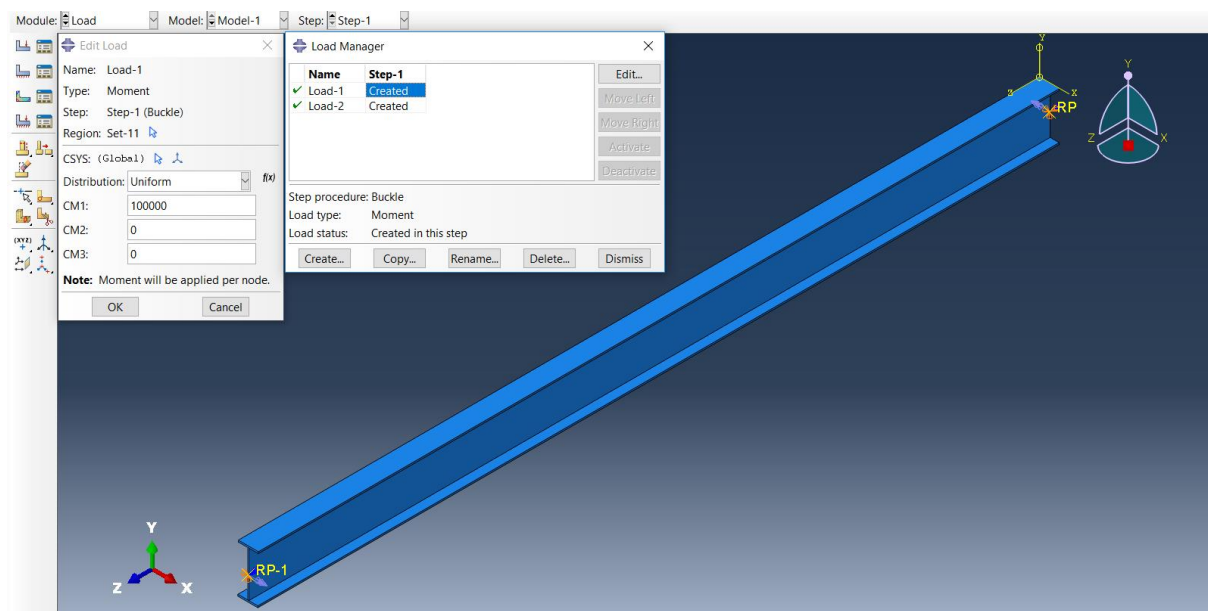 Module: Load Model: Model-1 Step: Step-1
Edit Load
Name: Load-1
Type: Moment
Step: Step-1 (Buckle)
Region: Set-11
CSYS: (Global)
Distribution: Uniform f(x)
CM1: 100000
CM2: 0
CM3: 0
Note: Moment will be applied per node.
OK Cancel
Load Manager
Name Step-1
Load-1 Created
Load-2 Created
Edit...
Move Left
Move Right
Activate
Deactivate
Step procedure: Buckle
Load type: Moment
Load status: Created in this step
Create... Copy... Rename... Delete... Dismiss
(XYZ)
Y
Z X
RP
Y
Z X
RP-1
Y
Z X